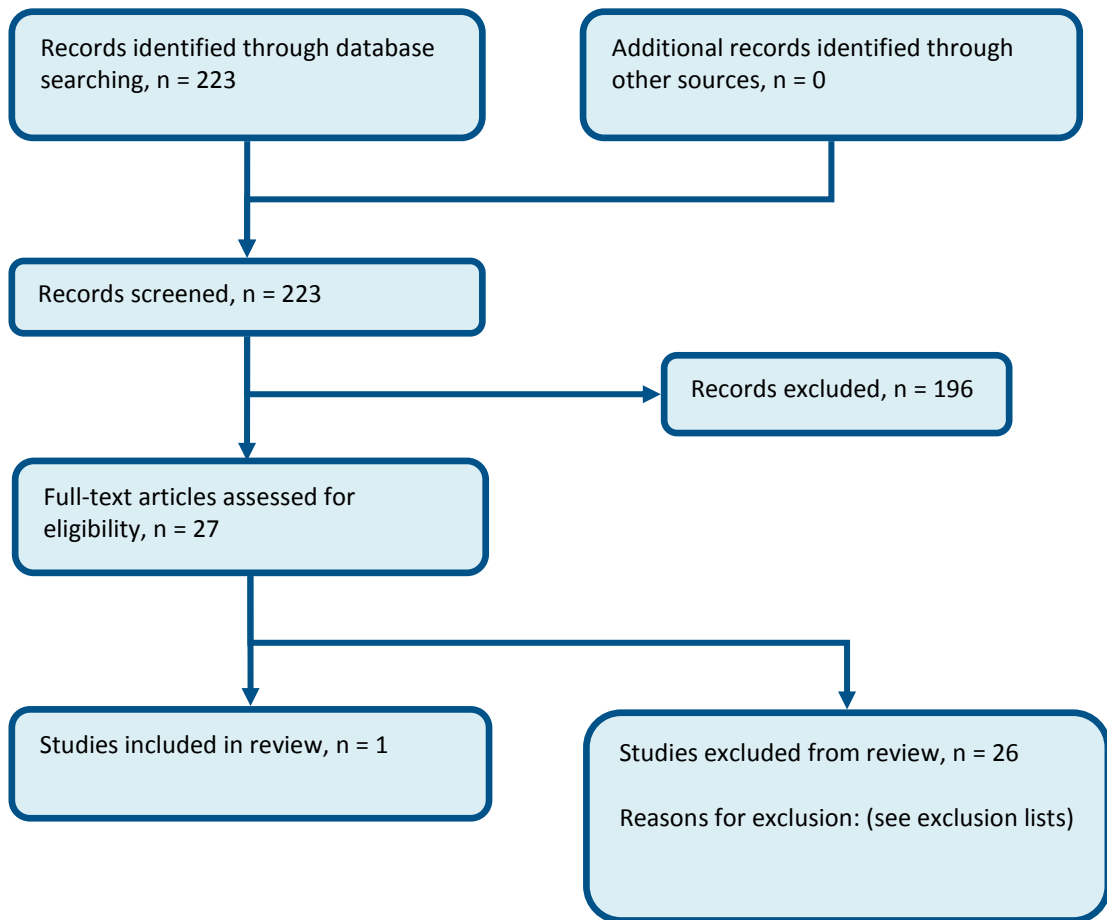 Records identified through database
searching, n = 223
Additional records identified through
other sources, n = 0
Records screened, n = 223
Records excluded, n = 196
Full-text articles assessed for
eligibility, n = 27
Studies included in review, n = 1
Studies excluded from review, n = 26
Reasons for exclusion: (see exclusion lists)